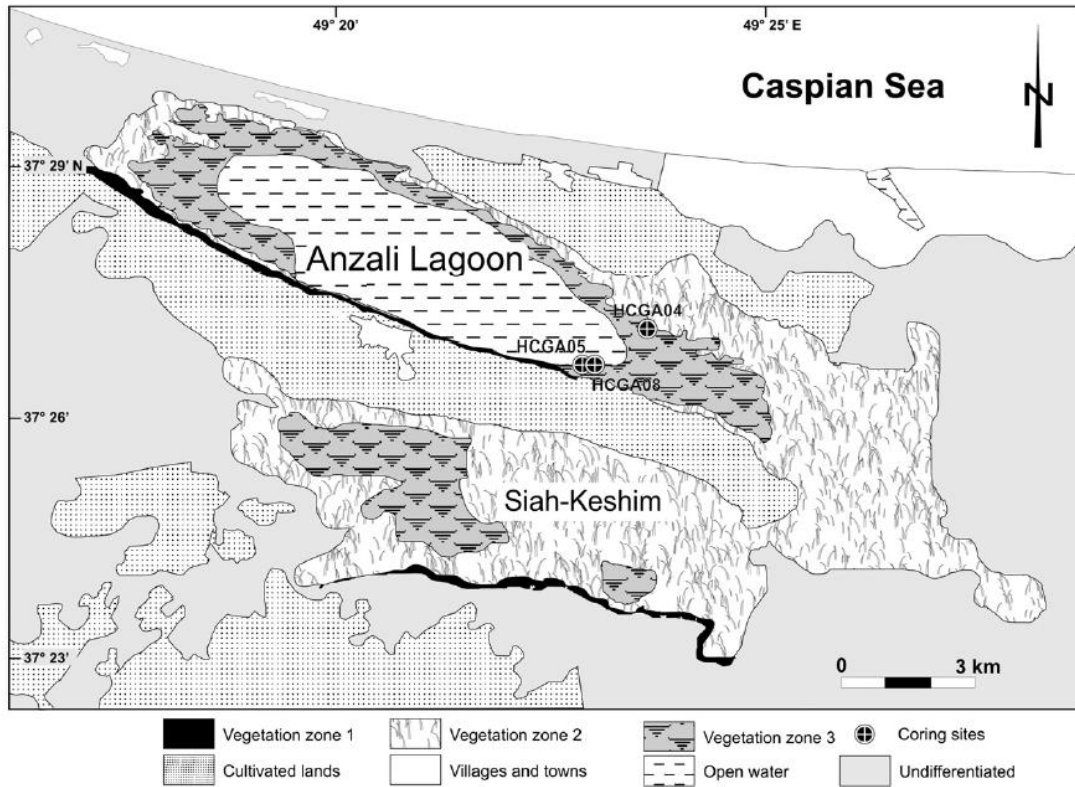 49° 20'
49° 25' E
Caspian Sea
N
37° 29' N
Anzali Lagoon
HCGA04
HCGA05
HCGA08
37° 26'
Siah-Keshim
37° 23'
0 3 km
Vegetation zone 1
Vegetation zone 2
Vegetation zone 3
Coring sites
Cultivated lands
Villages and towns
Open water
Undifferentiated